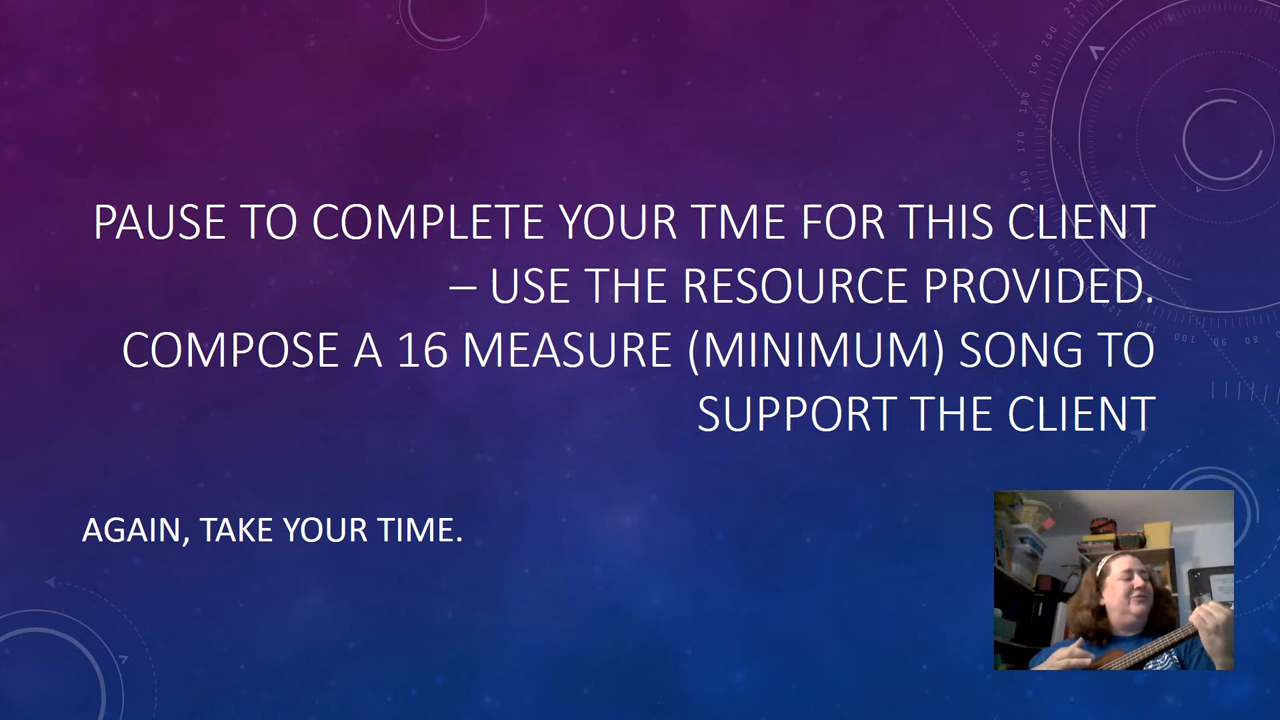 PAUSE TO COMPLETE YOUR TME FOR THIS CLIENT
– USE THE RESOURCE PROVIDED.
COMPOSE A 16 MEASURE (MINIMUM) SONG TO
SUPPORT THE CLIENT
AGAIN, TAKE YOUR TIME.